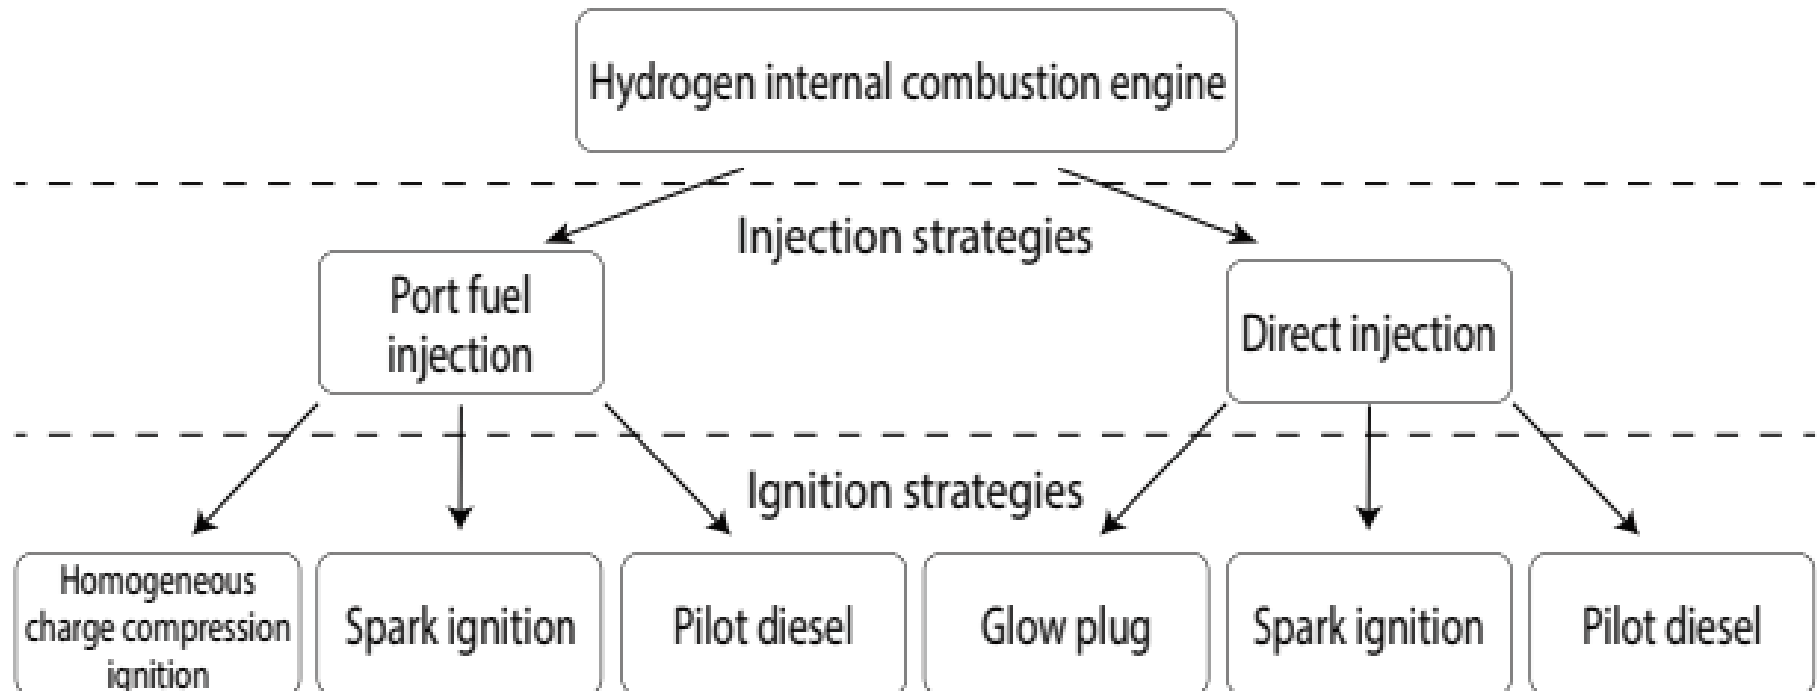 Hydrogen internal combustion engine
Injection strategies
Port fuel
injection
Direct injection
Ignition strategies
Homogeneous
charge compression
ignition
Spark ignition
Pilot diesel
Glow plug
Spark ignition
Pilot diesel